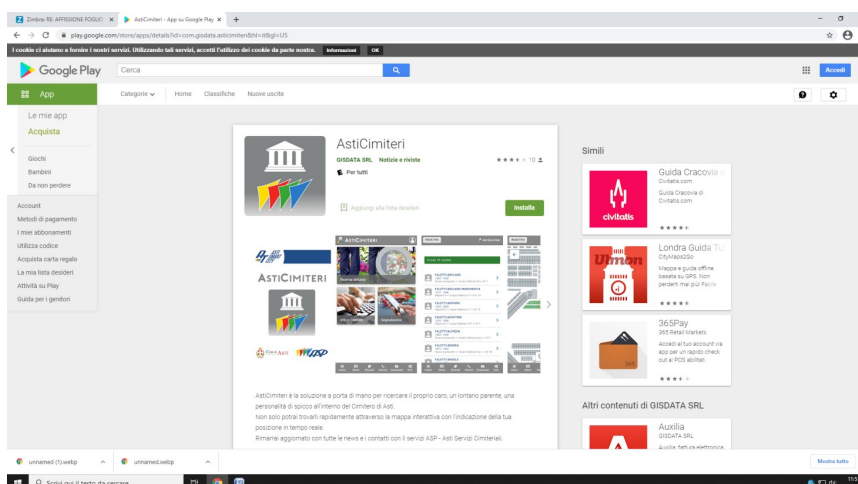 Zimbra: RE: AFFISSIONE FOGLIO
AstiCimiteri - App su Google Play
play.google.com/store/apps/details?id=com.gisdata.asticimiteri&hl=it&gl=US
I cookie ci aiutano a fornire i nostri servizi. Utilizzando tali servizi, accetti l'utilizzo dei cookie da parte nostra. Informazioni OK
Google Play Cerca Accedi
App Categorie Home Classifiche Nuove uscite
Le mie app
Acquista
Giochi
Bambini
Da non perdere
Account
Metodi di pagamento
I miei abbonamenti
Utilizza codice
Acquista carta regalo
La mia lista desideri
Attività su Play
Guida per i genitori
AstiCimiteri
GISDATA SRL Notizie e riviste 10
Per tutti
Aggiungi alla lista desideri Installa
ASTICIMITERI
ASP
AstiCimiteri è la soluzione a porta di mano per ricercare il proprio caro, un lontano parente, una
personalità di spicco all'interno del Cimitero di Asti.
Non solo potrai trovarli rapidamente attraverso la mappa interattiva con l'indicazione della tua
posizione in tempo reale.
Rimarrai aggiornato con tutte le news e i contatti con il servizi ASP - Asti Servizi Cimiteriali.
Simili
civitatis
Guida Cracovia
Civitatis.com
Guida Cracovia di
Civitatis.com
Ulmon
Londra Guida
CityMaps2Go
Mappa e guida offline
basata su GPS. Non
perderti mai più! Facile
365
365Pay
365 Retail Markets
Accedi al tuo account via
app per un rapido check
out ai POS abilitati
Altri contenuti di GISDATA SRL
Auxilia
GISDATA SRL
Auxilia: fattura elettronica
unnamed (1).webp unnamed.webp Mostra tutto
Scrivi qui il testo da cercare